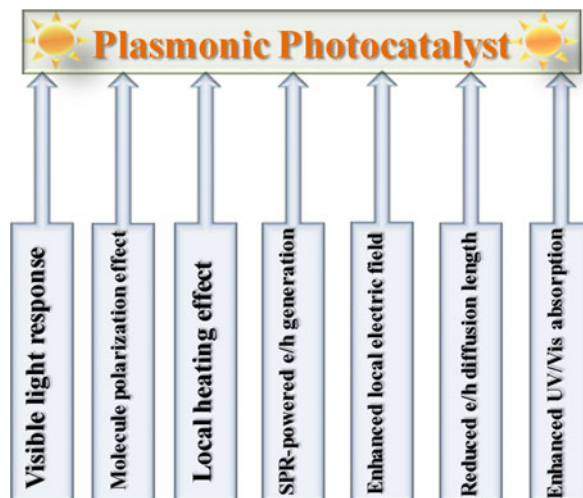 Plasmonic Photocatalyst
Visible light response
Molecule polarization effect
Local heating effect
SPR-powered e/h generation
Enhanced local electric field
Reduced e/h diffusion length
Enhanced UV/Vis absorption